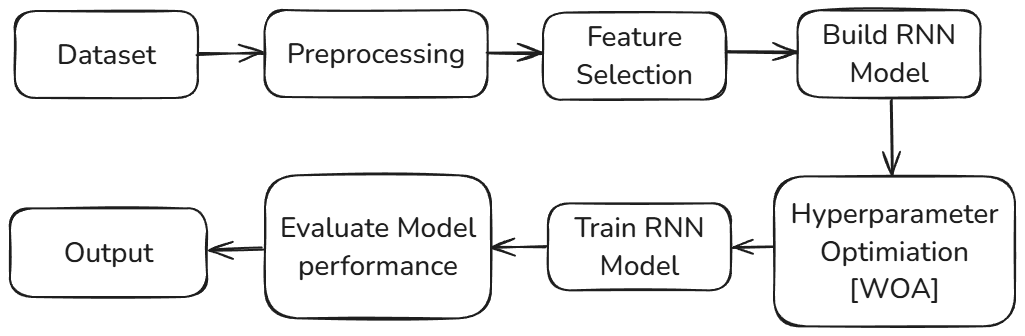 Dataset
Preprocessing
Feature
Selection
Build RNN
Model
Hyperparameter
Optimiation
[WOA]
Train RNN
Model
Evaluate Model
performance
Output